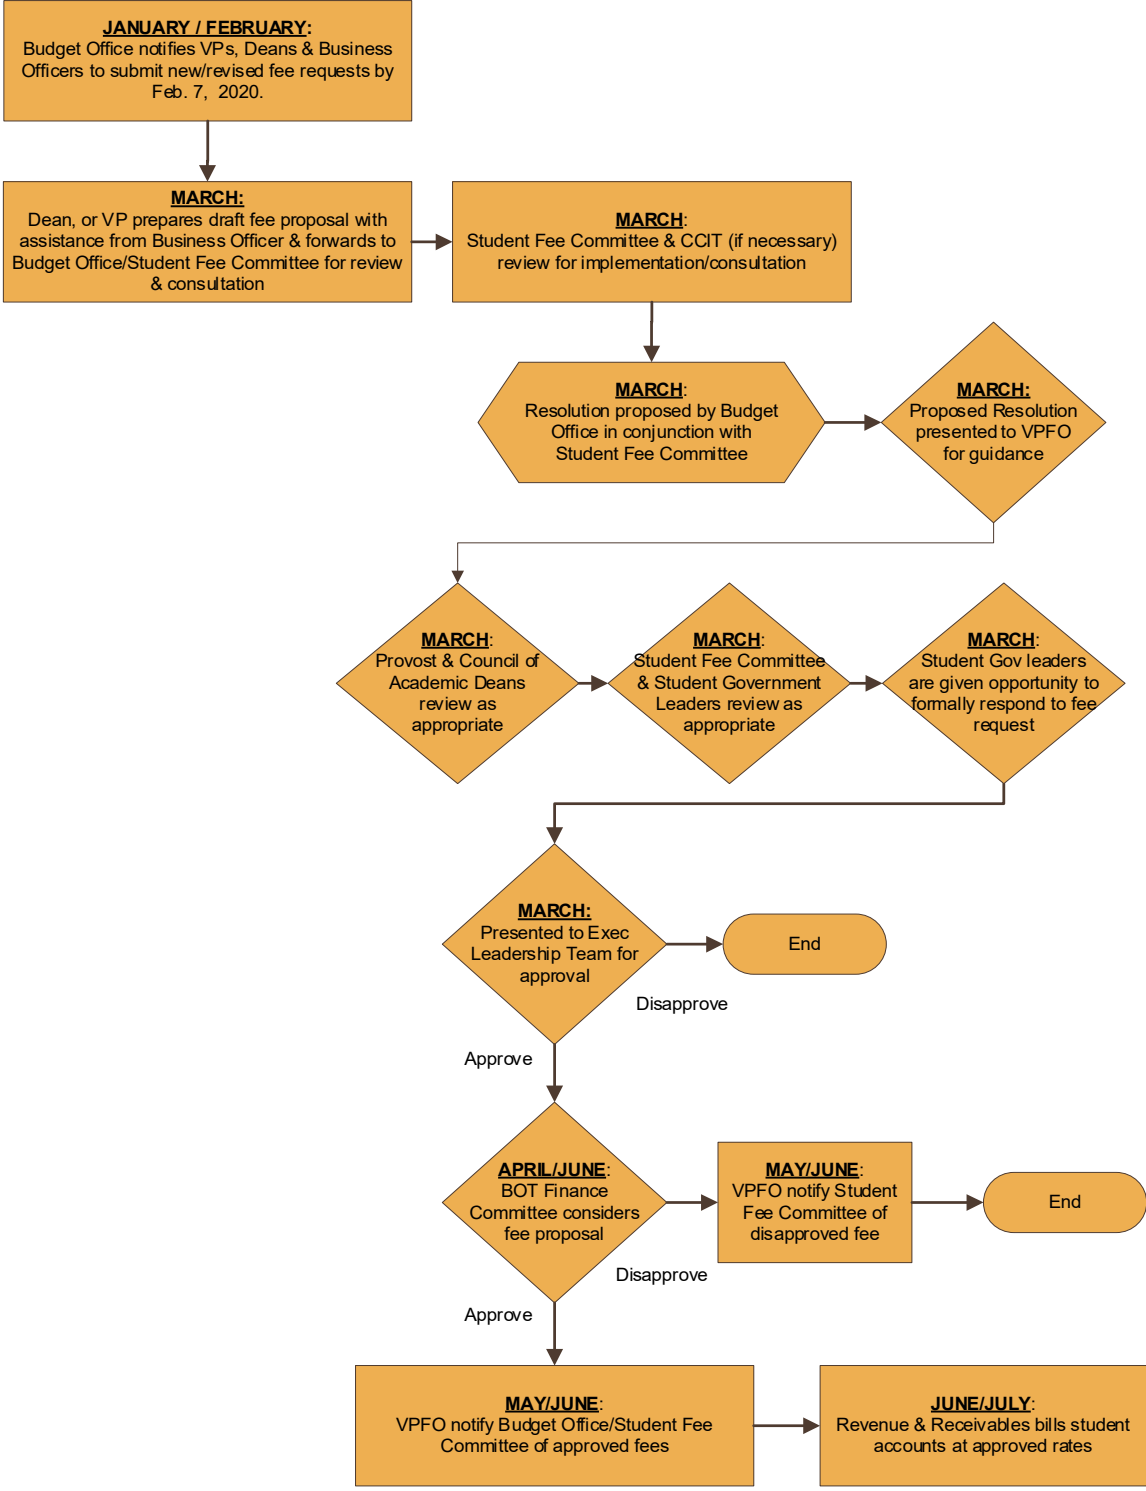 JANUARY / FEBRUARY:
Budget Office notifies VPs, Deans & Business
Officers to submit new/revised fee requests by
Feb. 7, 2020.
MARCH:
Dean, or VP prepares draft fee proposal with
assistance from Business Officer & forwards to
Budget Office/Student Fee Committee for review
& consultation
MARCH:
Student Fee Committee & CCIT (if necessary)
review for implementation/consultation
MARCH:
Resolution proposed by Budget
Office in conjunction with
Student Fee Committee
MARCH:
Proposed Resolution
presented to VPFO
for guidance
MARCH:
Provost & Council of
Academic Deans
review as
appropriate
MARCH:
Student Fee Committee
& Student Government
Leaders review as
appropriate
MARCH:
Student Gov leaders
are given opportunity to
formally respond to fee
request
MARCH:
Presented to Exec
Leadership Team for
approval
End
Disapprove
Approve
APRIL/JUNE:
BOT Finance
Committee considers
fee proposal
MAY/JUNE:
VPFO notify Student
Fee Committee of
disapproved fee
End
Disapprove
Approve
MAY/JUNE:
VPFO notify Budget Office/Student Fee
Committee of approved fees
JUNE/JULY:
Revenue & Receivables bills student
accounts at approved rates